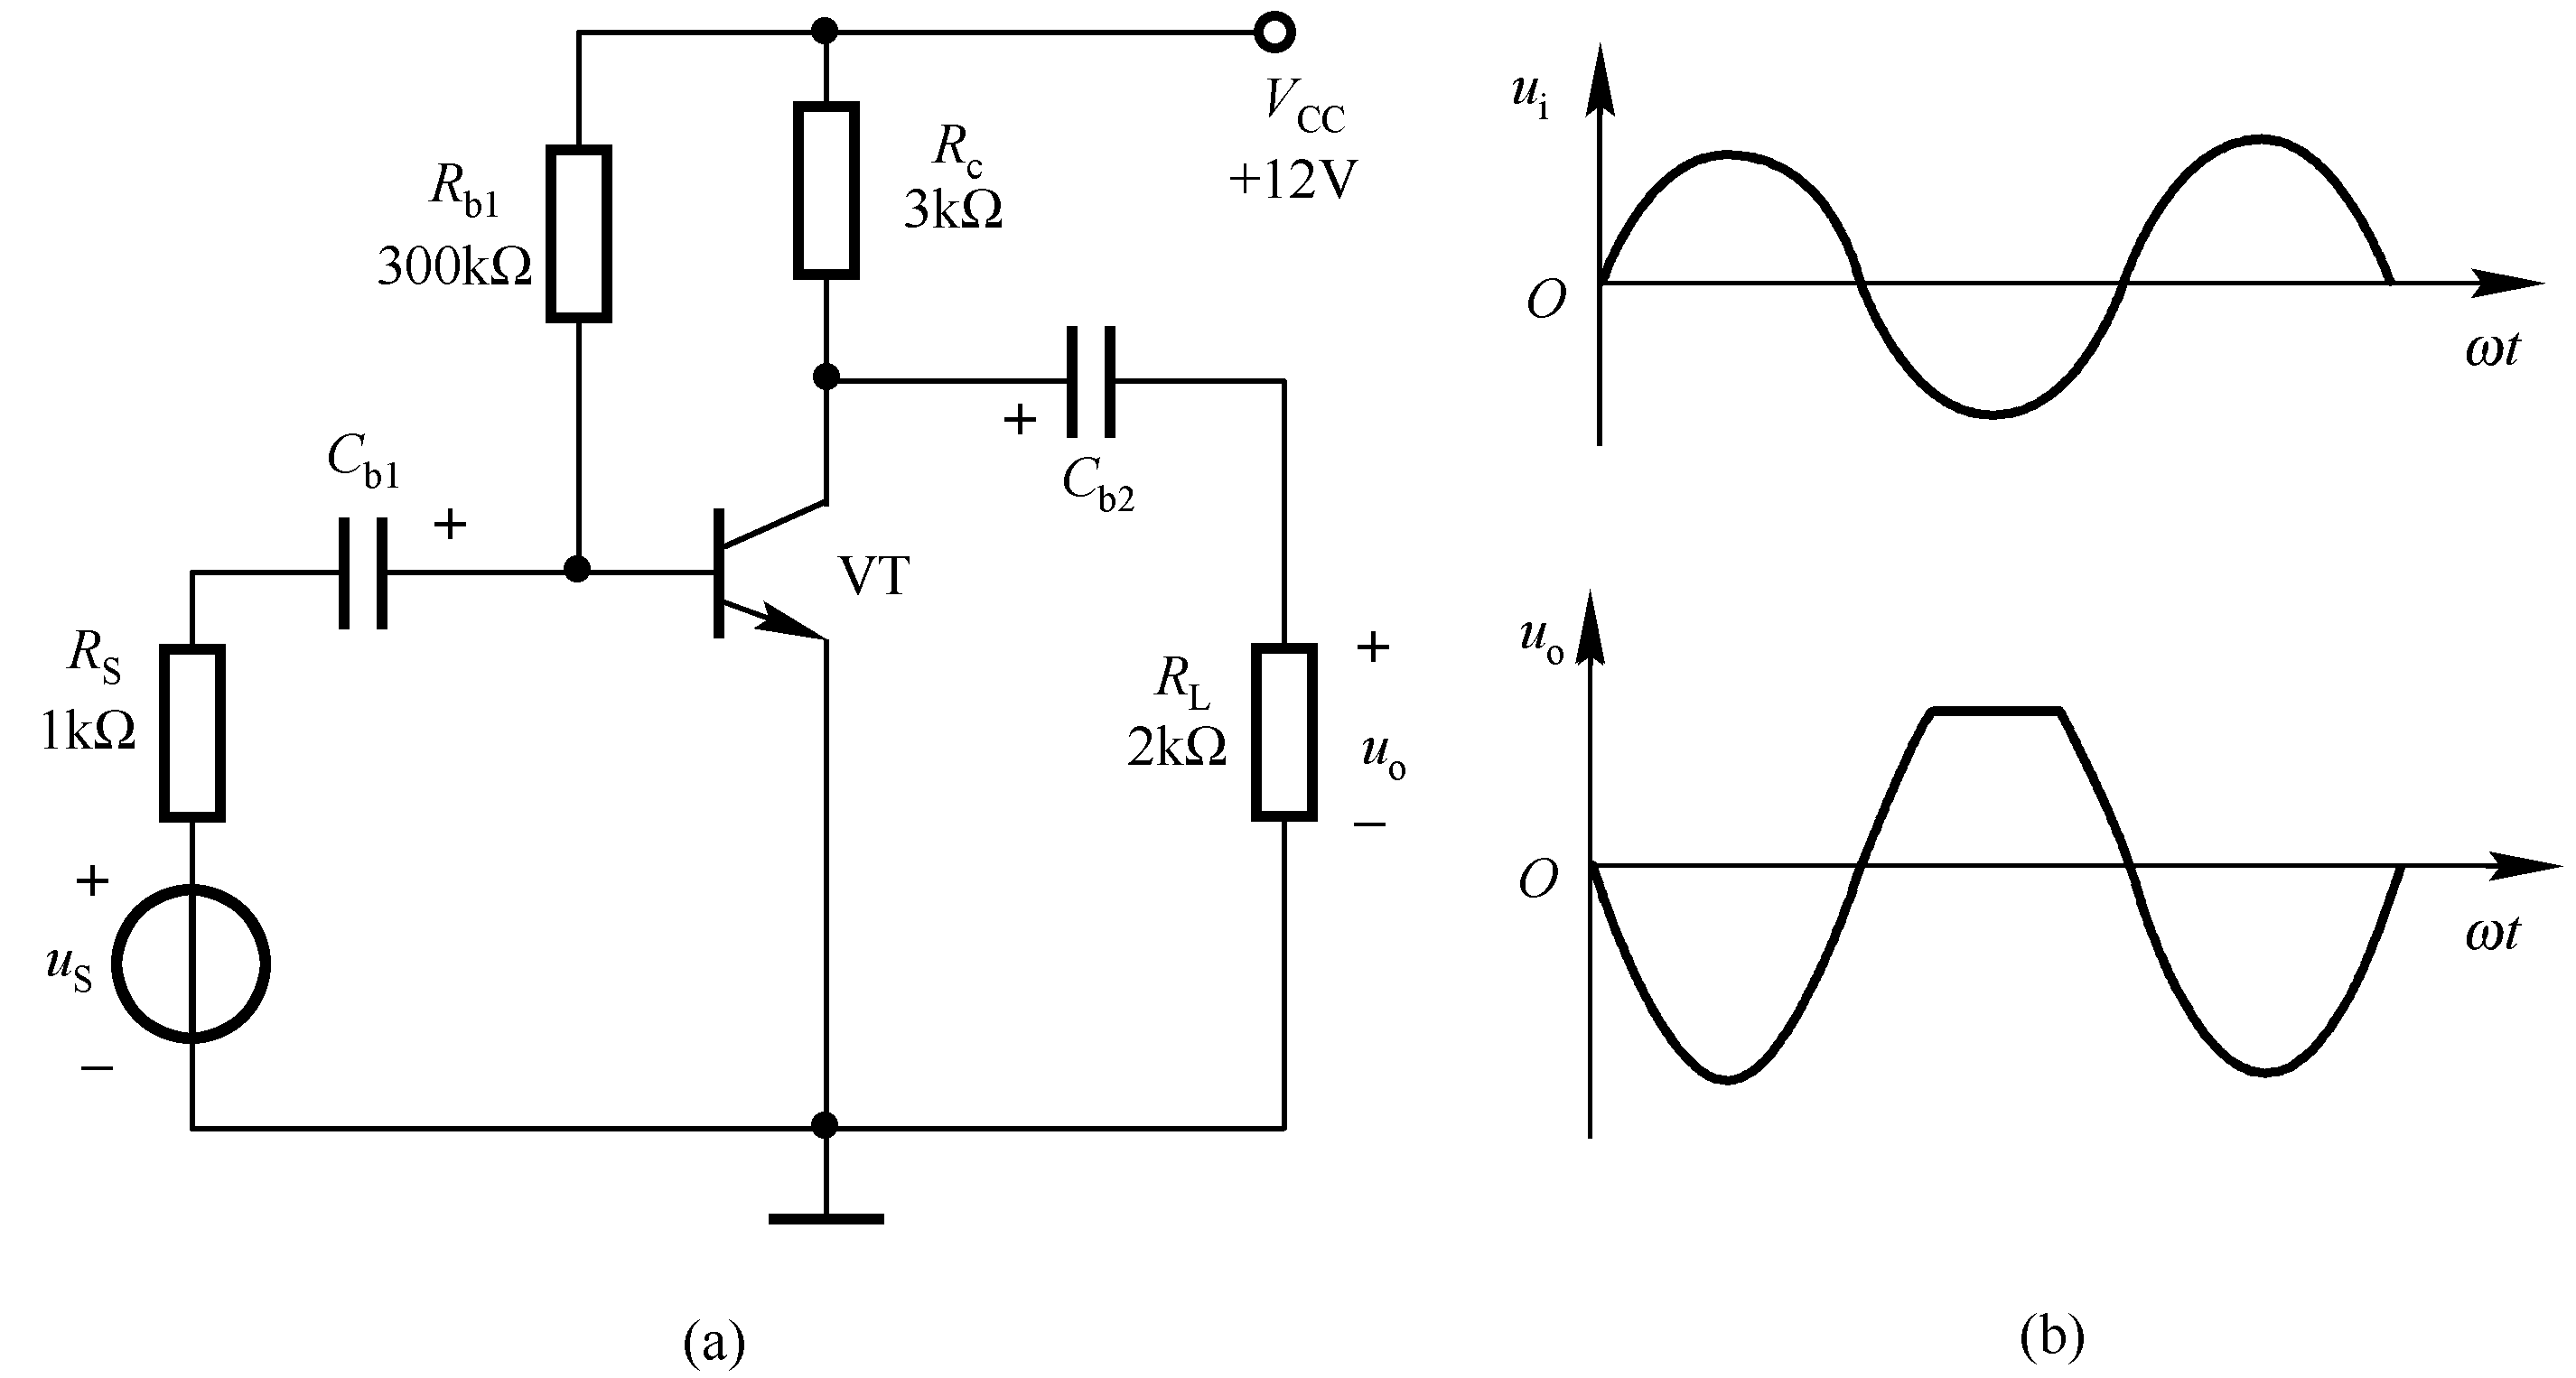 V_CC
+12V
R_c
3kΩ
R_b1
300kΩ
C_b1
+
+
C_b2
VT
R_S
1kΩ
R_L
2kΩ
+
u_o
−
+
u_S
−
(a)
u_i
O
ωt
u_o
O
ωt
(b)